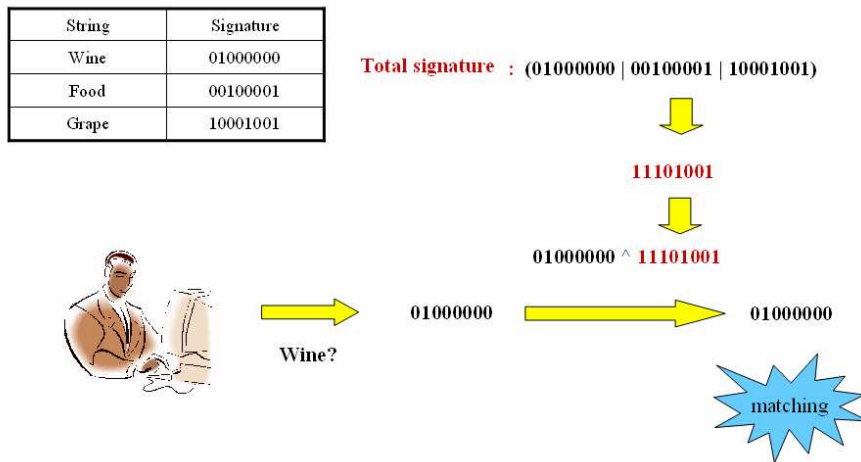 String Signature
Wine 01000000
Food 00100001
Grape 10001001
Total signature : (01000000 | 00100001 | 10001001)
11101001
01000000 ^ 11101001
01000000 01000000
Wine?
matching